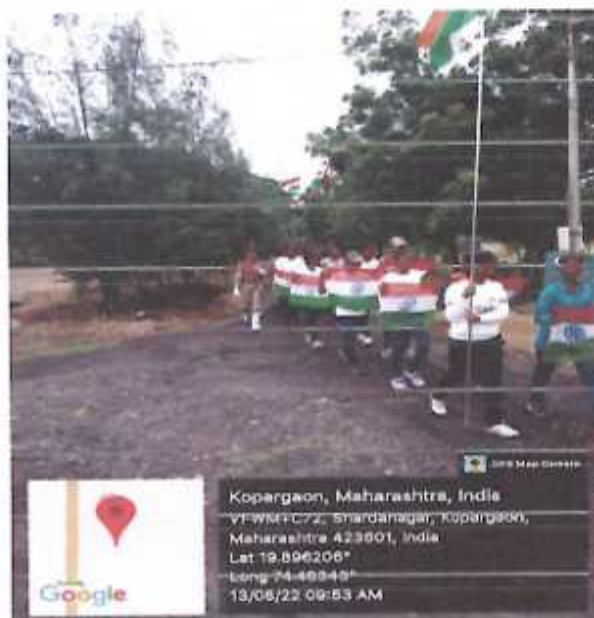 GPS Map Camera
Kopargaon, Maharashtra, India
Shardanagar, Kopargaon,
Maharashtra 423601, India
Lat 19.896206°
Long
13/08/22 09:53 AM
Google